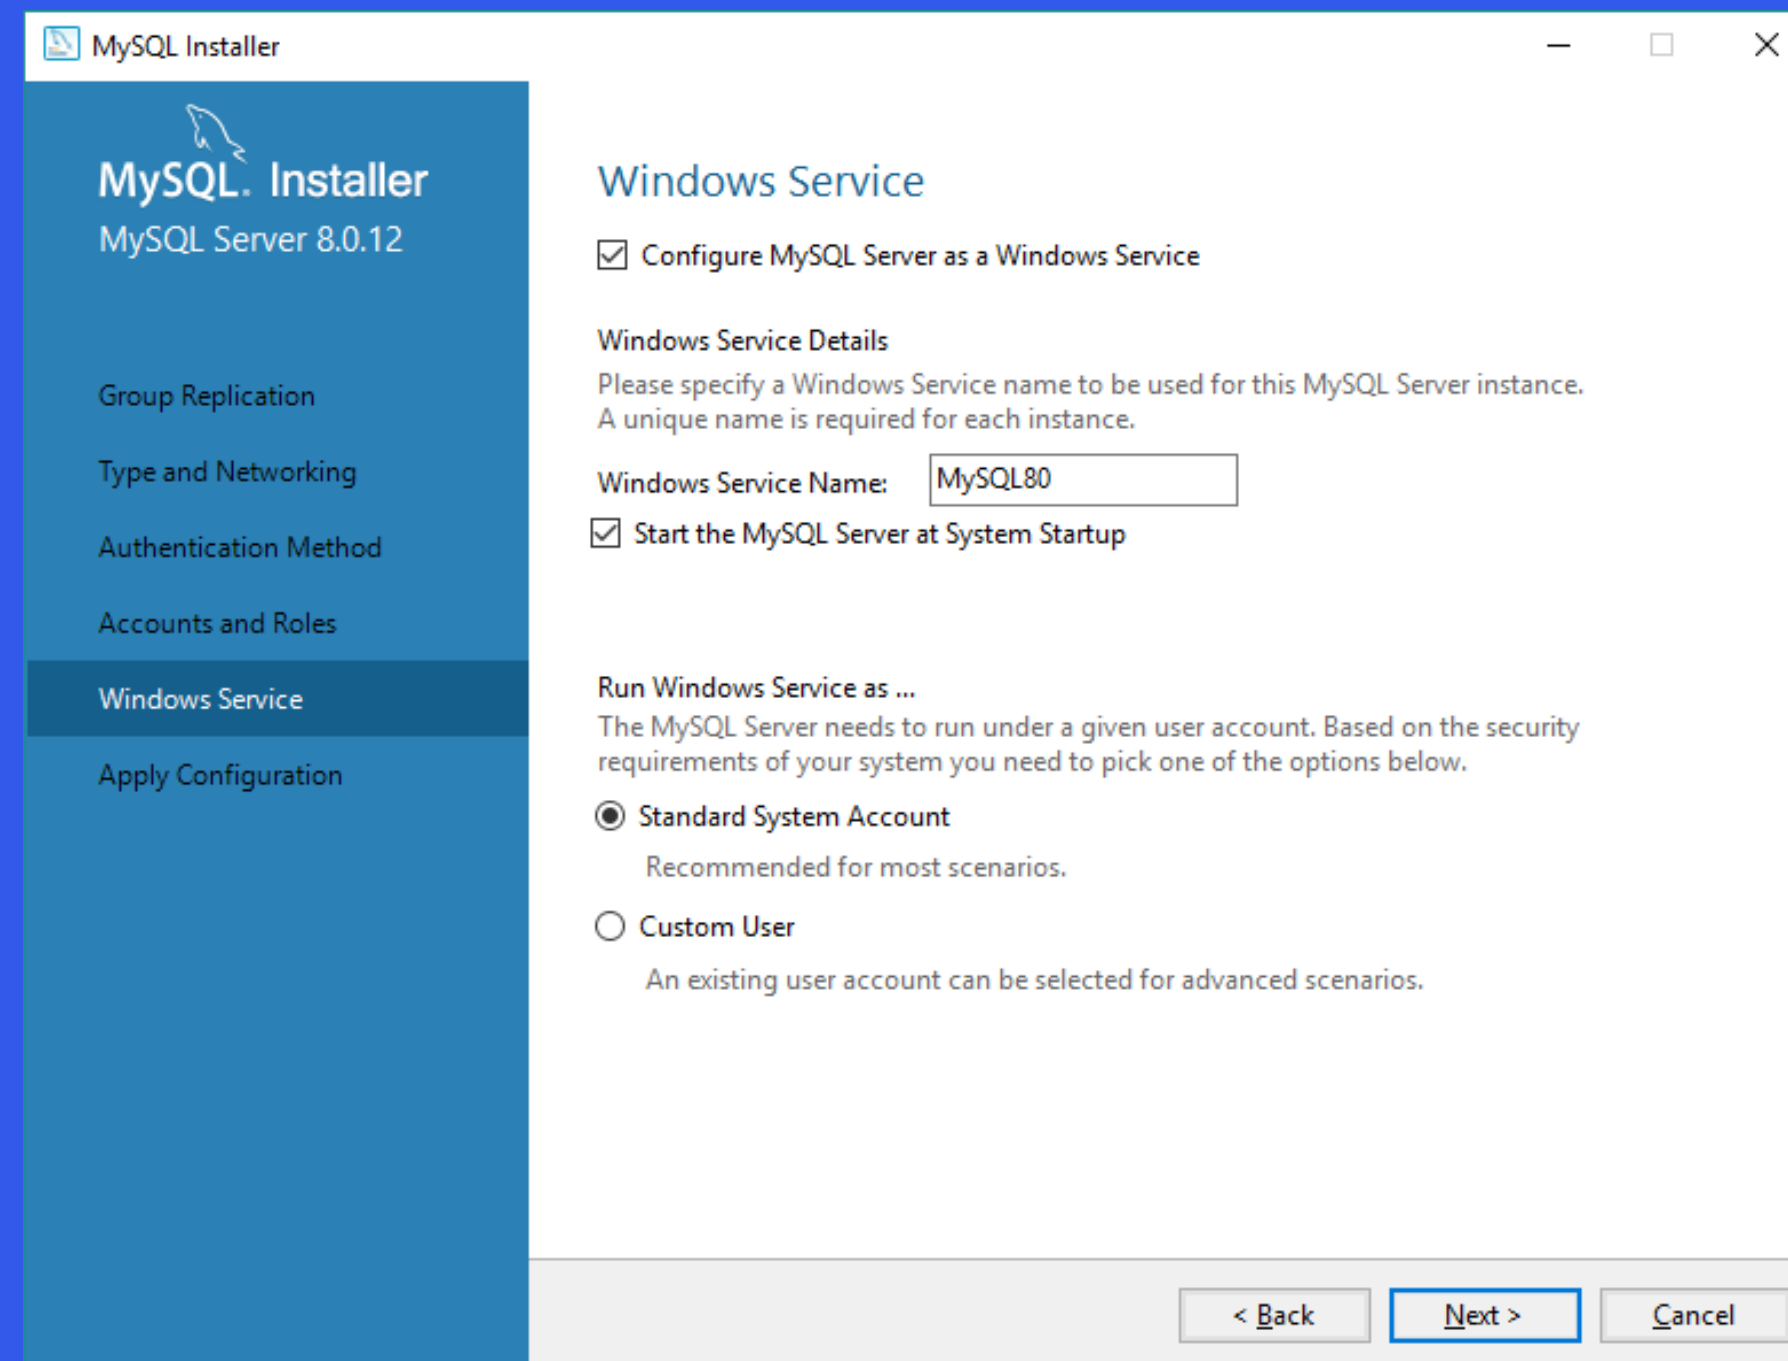 MySQL Installer
MySQL. Installer
MySQL Server 8.0.12
Group Replication
Type and Networking
Authentication Method
Accounts and Roles
Windows Service
Apply Configuration
Windows Service
Configure MySQL Server as a Windows Service
Windows Service Details
Please specify a Windows Service name to be used for this MySQL Server instance.
A unique name is required for each instance.
Windows Service Name: MySQL80
Start the MySQL Server at System Startup
Run Windows Service as ...
The MySQL Server needs to run under a given user account. Based on the security
requirements of your system you need to pick one of the options below.
Standard System Account
Recommended for most scenarios.
Custom User
An existing user account can be selected for advanced scenarios.
< Back Next > Cancel